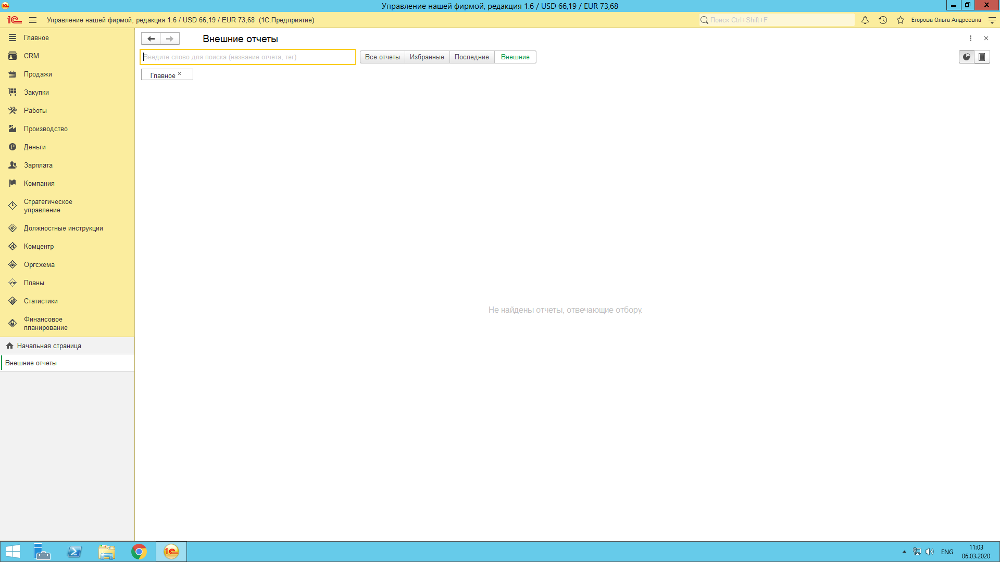 Управление нашей фирмой, редакция 1.6 / USD 66,19 / EUR 73,68
1С
Управление нашей фирмой, редакция 1.6 / USD 66,19 / EUR 73,68 (1С:Предприятие)
Поиск Ctrl+Shift+F
Егорова Ольга Андреевна
Главное
CRM
Продажи
Закупки
Работы
Производство
Деньги
Зарплата
Компания
Стратегическое
управление
Должностные инструкции
Комцентр
Оргсхема
Планы
Статистики
Финансовое
планирование
Начальная страница
Внешние отчеты
Внешние отчеты
Введите слово для поиска (название отчета, тег)
Все отчеты
Избранные
Последние
Внешние
Главное ×
Не найдены отчеты, отвечающие отбору.
1С
ENG
11:03
06.03.2020